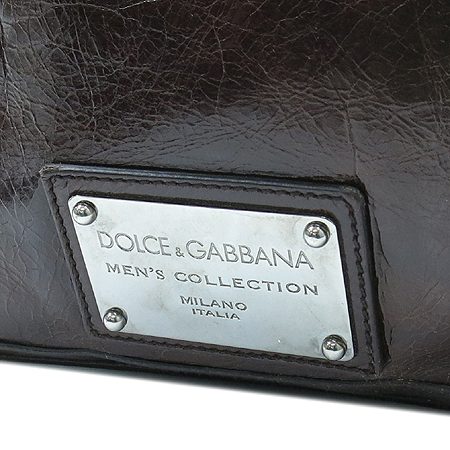 DOLCE & GABBANA
MEN'S COLLECTION
MILANO
ITALIA